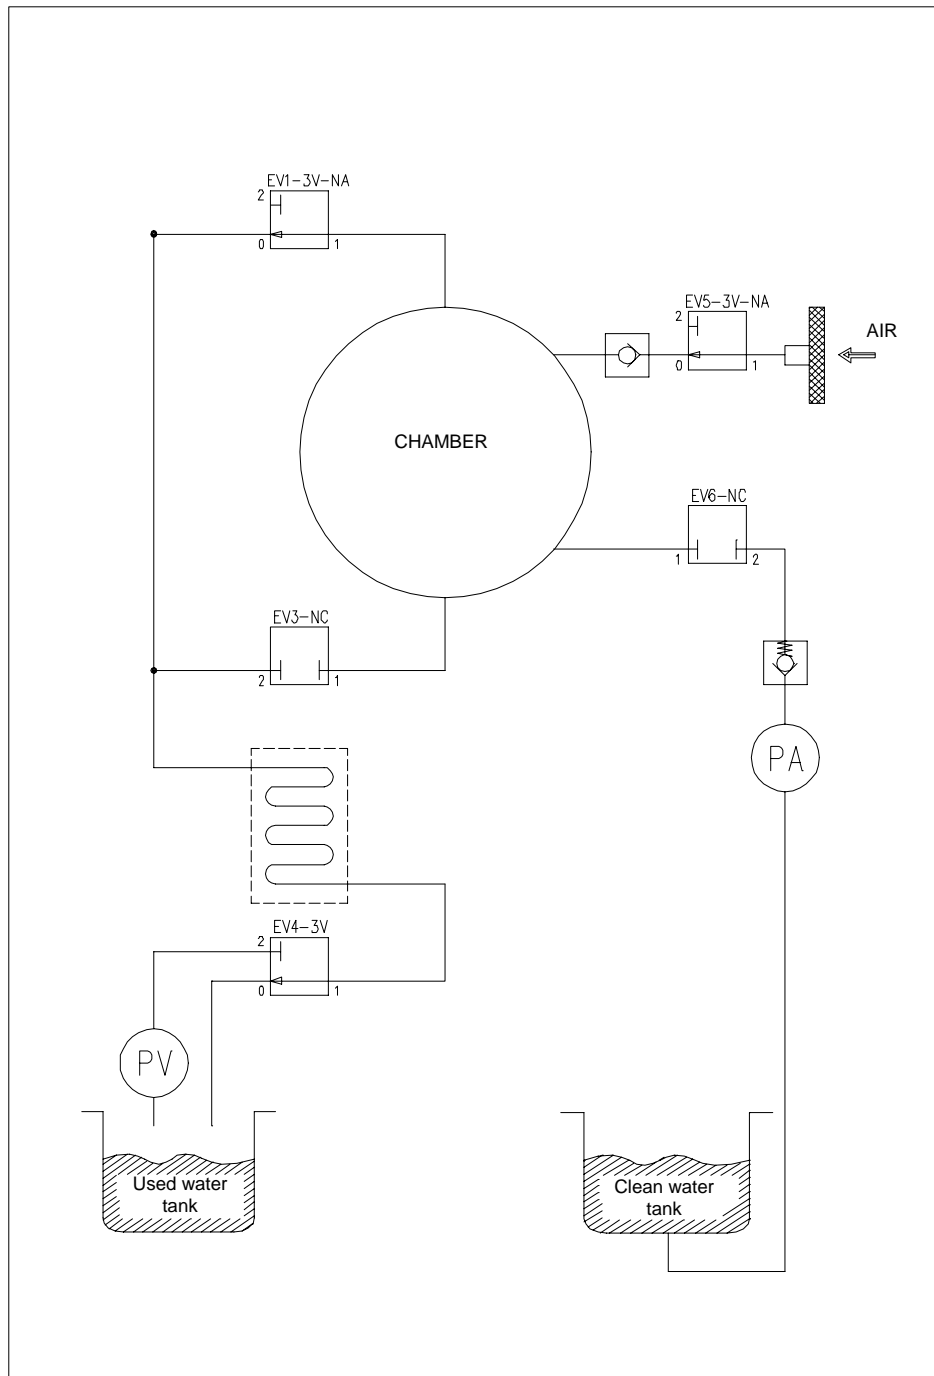 EV1-3V-NA
2
0
1
EV5-3V-NA
2
0
1
AIR
CHAMBER
EV6-NC
1
2
EV3-NC
2
1
PA
EV4-3V
2
0
1
PV
Used water
tank
Clean water
tank